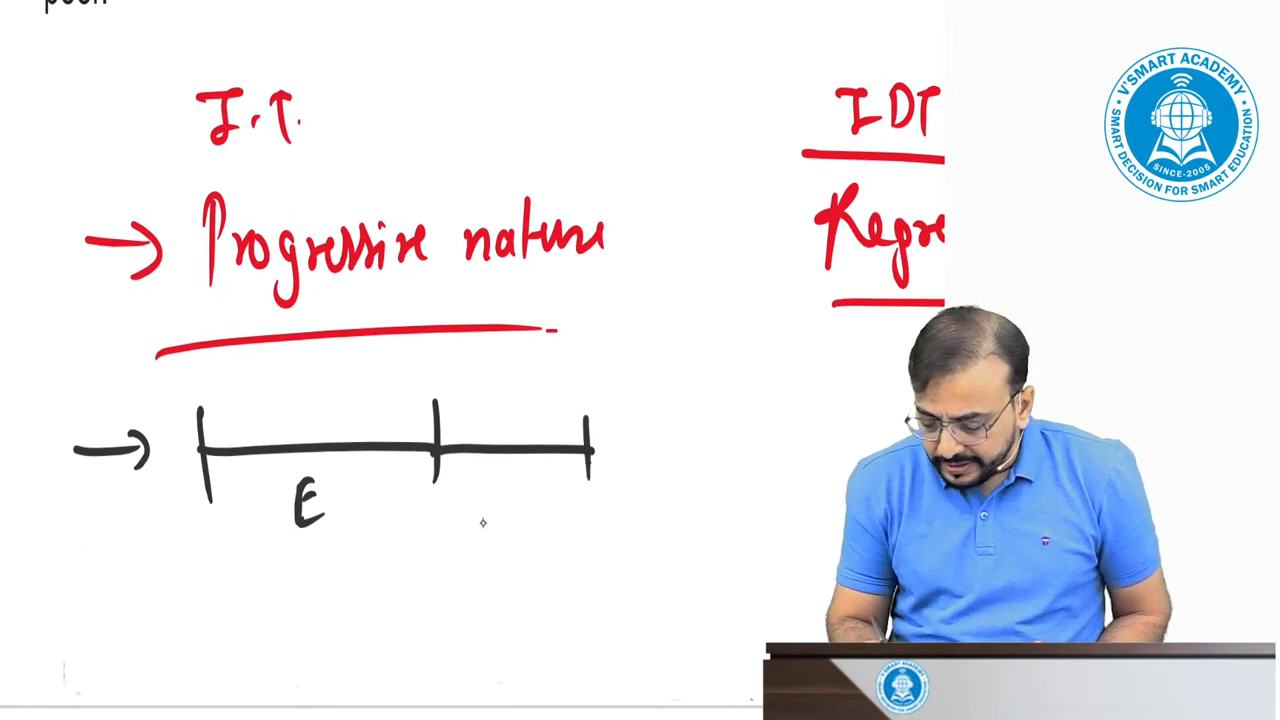 I.T.
IDT
→ Progressive nature
Regre
→
E
V'SMART ACADEMY
SMART DECISION FOR SMART EDUCATION
SINCE-2005